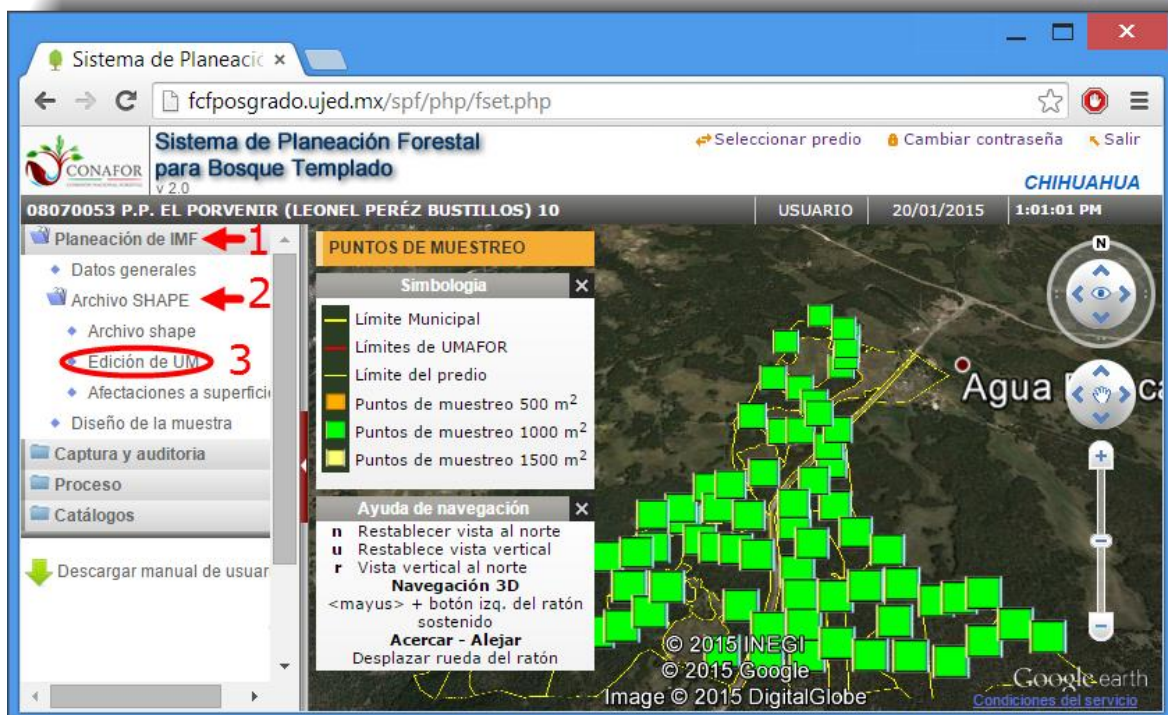 Sistema de Planeació
fcfposgrado.ujed.mx/spf/php/fset.php
CONAFOR
Sistema de Planeación Forestal
para Bosque Templado
v 2.0
Seleccionar predio
Cambiar contraseña
Salir
CHIHUAHUA
08070053 P.P. EL PORVENIR (LEONEL PERÉZ BUSTILLOS) 10
USUARIO
20/01/2015
1:01:01 PM
Planeación de IMF
1
Datos generales
Archivo SHAPE
2
Archivo shape
Edición de UM
3
Afectaciones a superfici
Diseño de la muestra
Captura y auditoria
Proceso
Catálogos
Descargar manual de usuar
PUNTOS DE MUESTREO
Simbología
Límite Municipal
Límites de UMAFOR
Límite del predio
Puntos de muestreo 500 m²
Puntos de muestreo 1000 m²
Puntos de muestreo 1500 m²
Ayuda de navegación
n Restablecer vista al norte
u Restablece vista vertical
r Vista vertical al norte
Navegación 3D
<mayus> + botón izq. del ratón
sostenido
Acercar - Alejar
Desplazar rueda del ratón
N
Agua
© 2015 INEGI
© 2015 Google
Image © 2015 DigitalGlobe
Google earth
Condiciones del servicio